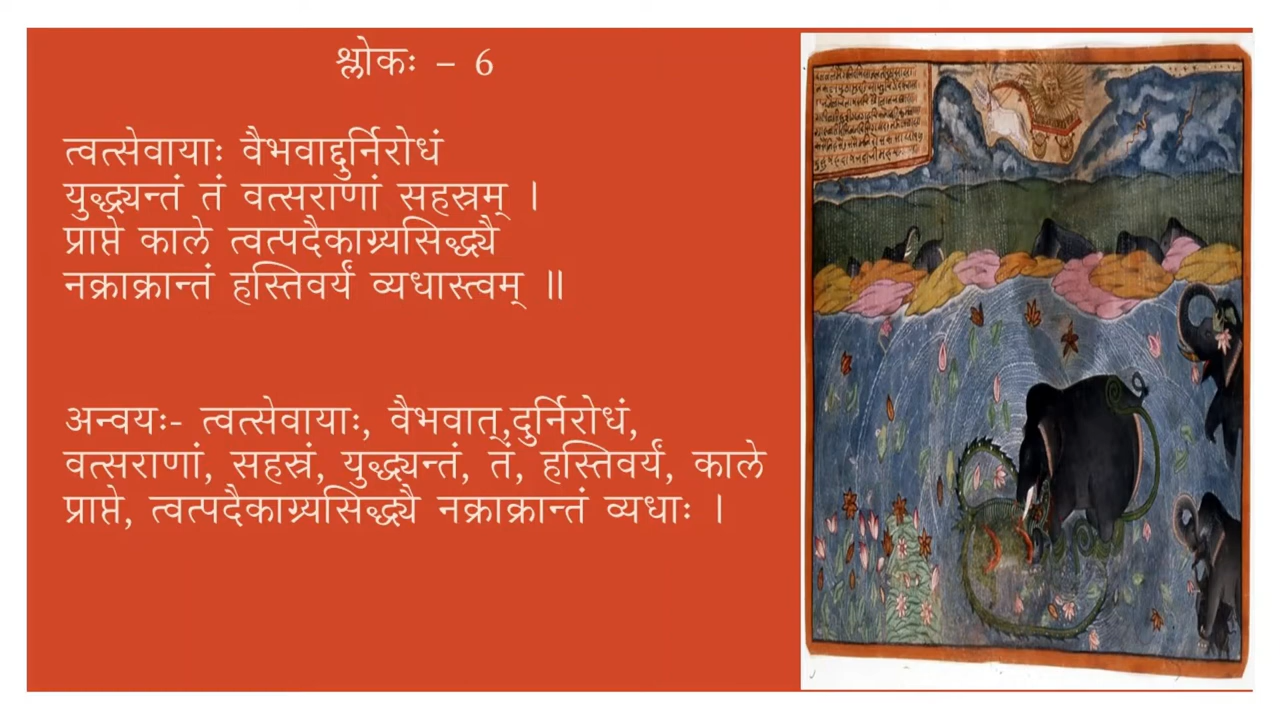 श्लोकः – 6
त्वत्सेवायाः वैभवाद्दुर्निरोधं
युद्ध्यन्तं तं वत्सराणां सहस्रम् ।
प्राप्ते काले त्वत्पदैकाग्र्यसिद्ध्यै
नक्राक्रान्तं हस्तिवर्यं व्यधास्त्वम् ॥
अन्वयः- त्वत्सेवायाः, वैभवात्,दुर्निरोधं,
वत्सराणां, सहस्रं, युद्ध्यन्तं, तं, हस्तिवर्यं, काले
प्राप्ते, त्वत्पदैकाग्र्यसिद्ध्यै नक्राक्रान्तं व्यधाः ।